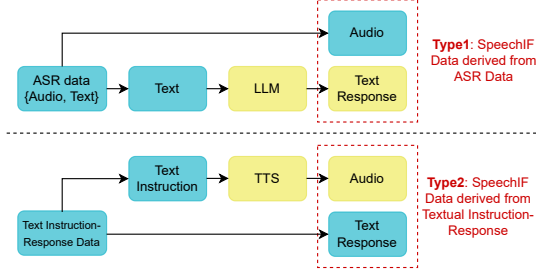 Audio
Type1: SpeechIF
Data derived from
ASR Data
ASR data
{Audio, Text}
Text
LLM
Text
Response
Text
Instruction
TTS
Audio
Type2: SpeechIF
Data derived from
Textual Instruction-
Response
Text Instruction-
Response Data
Text
Response